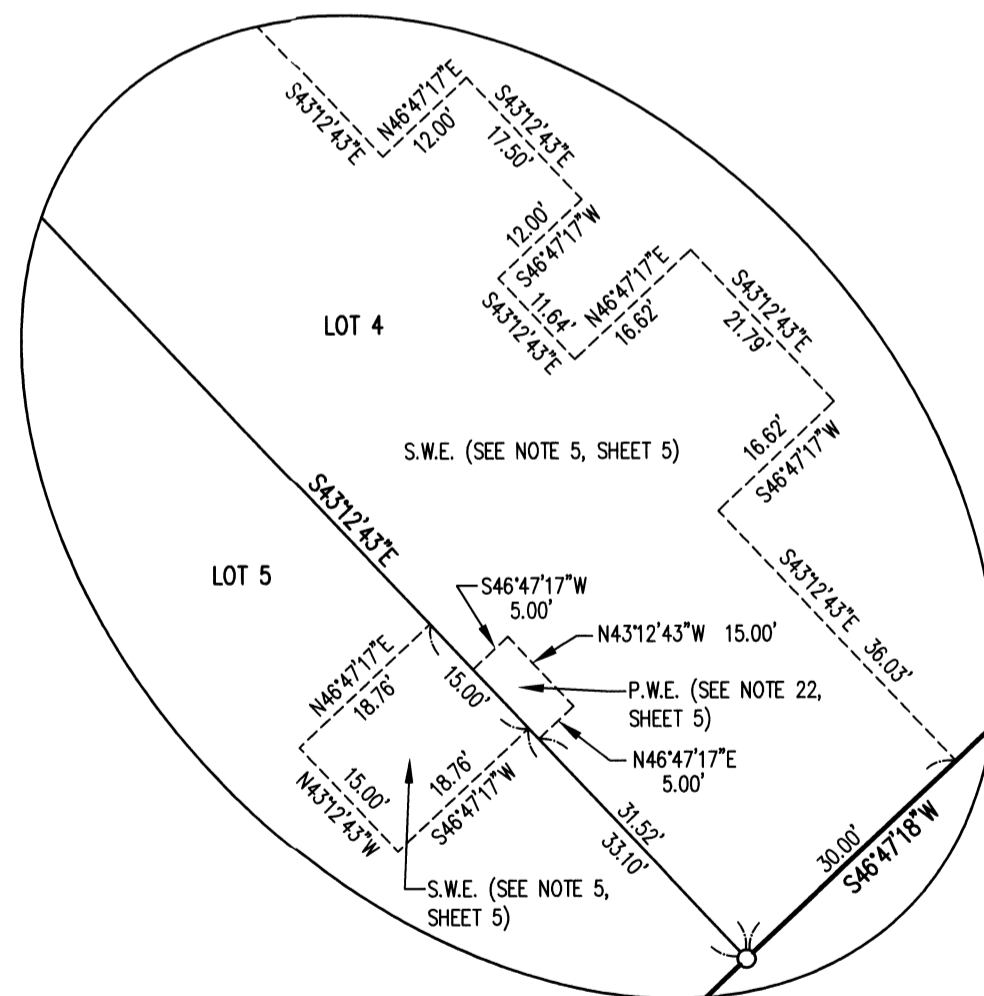 S43°12'43"E
N46°47'17"E
12.00'
S43°12'43"E
17.50'
12.00'
S46°47'17"W
11.64'
S43°12'43"E
N46°47'17"E
16.62'
S43°12'43"E
21.79'
16.62'
S46°47'17"W
LOT 4
S.W.E. (SEE NOTE 5, SHEET 5)
S43°12'43"E
LOT 5
S43°12'43"E 36.03'
S46°47'17"W
5.00'
N43°12'43"W 15.00'
P.W.E. (SEE NOTE 22,
SHEET 5)
N46°47'17"E
5.00'
N46°47'17"E
18.76'
15.00'
15.00'
N43°12'43"W
18.76'
S46°47'17"W
S.W.E. (SEE NOTE 5,
SHEET 5)
31.52'
33.10'
30.00'
S46°47'18"W